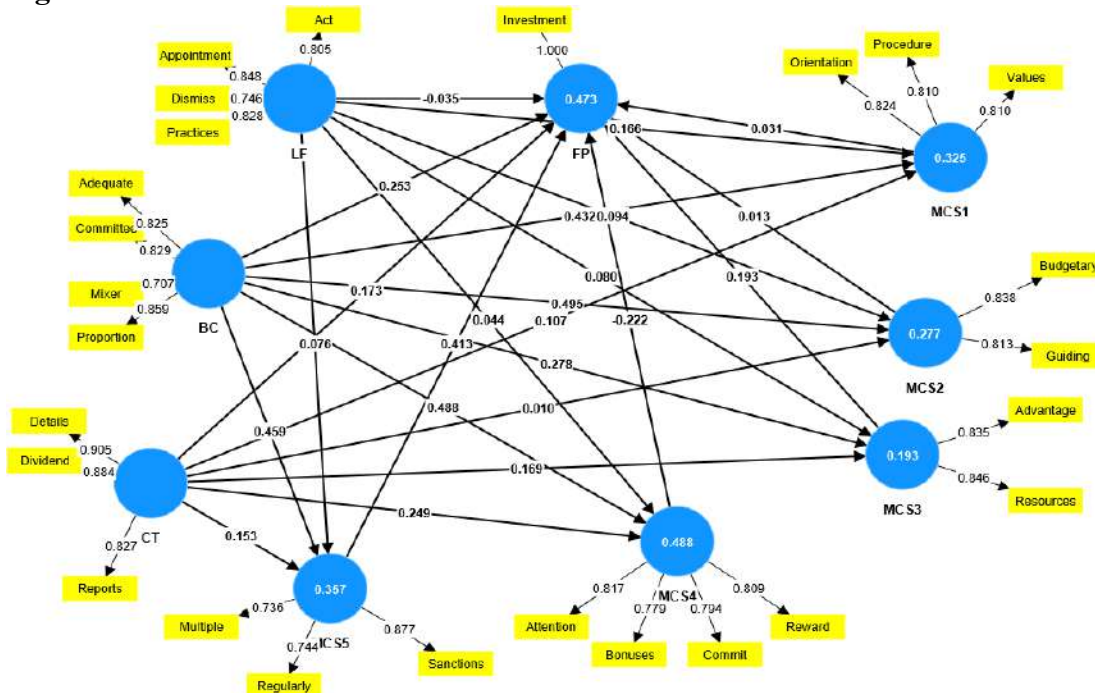 Act
0.805
Appointment
0.848
Dismiss
0.746
0.828
Practices
LF
Investment
1.000
0.473
FP
Procedure
Orientation
Values
0.810
0.824
0.810
0.325
MCS1
-0.035
0.166
0.031
Adequate
0.825
Committed
0.829
0.707
Mixer
0.859
Proportion
BC
0.253
0.432
0.094
0.013
0.080
0.193
0.173
0.495
0.044
0.107
-0.222
0.076
0.413
0.278
Budgetary
0.838
0.277
0.813
Guiding
MCS2
0.488
0.010
0.459
Advantage
0.835
0.193
0.846
Resources
MCS3
Details
0.905
Dividend
0.884
0.827
CT
Reports
0.169
0.249
0.153
0.357
ICS5
0.736
Multiple
0.744
Regularly
0.877
Sanctions
0.488
MCS4
0.817
0.779
0.794
0.809
Attention
Reward
Bonuses
Commit